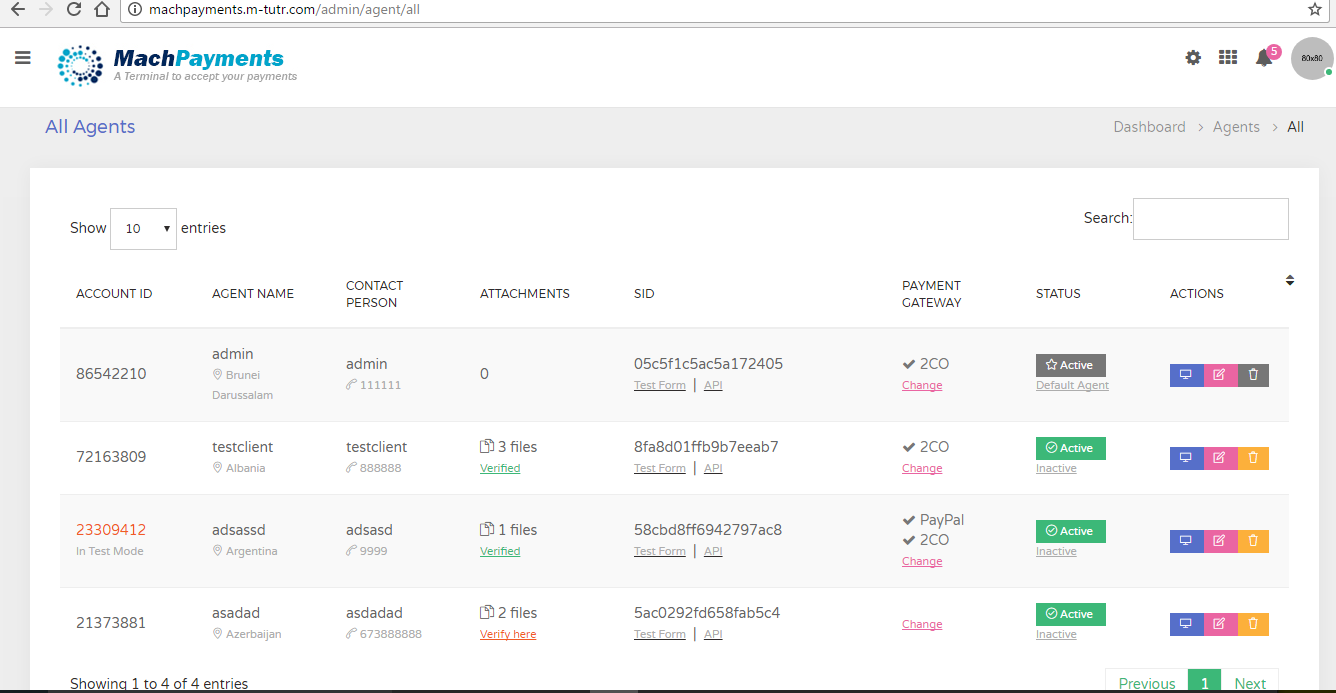 machpayments.m-tutr.com/admin/agent/all
MachPayments
A Terminal to accept your payments
5
80x80
All Agents
Dashboard > Agents > All
Show 10 entries
Search:
ACCOUNT ID AGENT NAME CONTACT PERSON ATTACHMENTS SID PAYMENT GATEWAY STATUS ACTIONS
86542210
admin
Brunei
Darussalam
admin
111111
0
05c5f1c5ac5a172405
Test Form | API
2CO
Change
Active
Default Agent
72163809
testclient
Albania
testclient
888888
3 files
Verified
8fa8d01ffb9b7eeab7
Test Form | API
2CO
Change
Active
Inactive
23309412
In Test Mode
adsassd
Argentina
adsasd
9999
1 files
Verified
58cbd8ff6942797ac8
Test Form | API
PayPal
2CO
Change
Active
Inactive
21373881
asadad
Azerbaijan
asdadad
673888888
2 files
Verify here
5ac0292fd658fab5c4
Test Form | API
Change
Active
Inactive
Showing 1 to 4 of 4 entries
Previous 1 Next